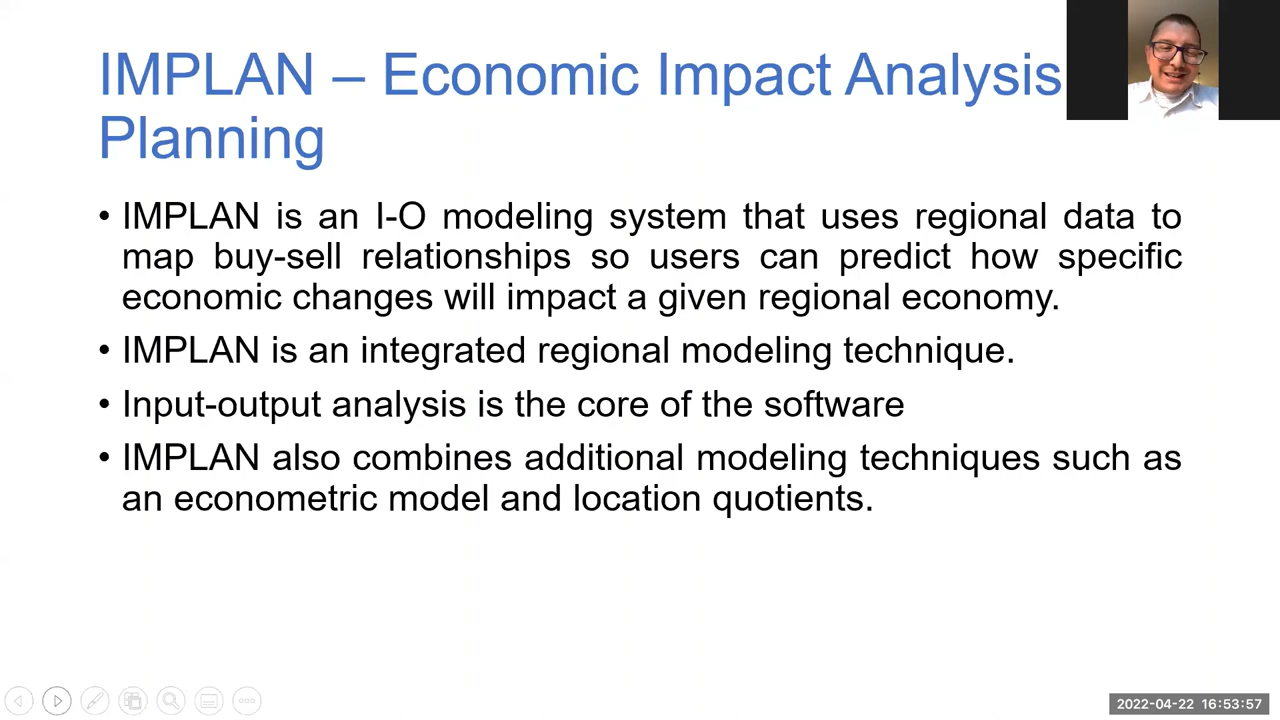 IMPLAN – Economic Impact Analysis
Planning
• IMPLAN is an I-O modeling system that uses regional data to
map buy-sell relationships so users can predict how specific
economic changes will impact a given regional economy.
• IMPLAN is an integrated regional modeling technique.
• Input-output analysis is the core of the software
• IMPLAN also combines additional modeling techniques such as
an econometric model and location quotients.
2022-04-22 16:53:57